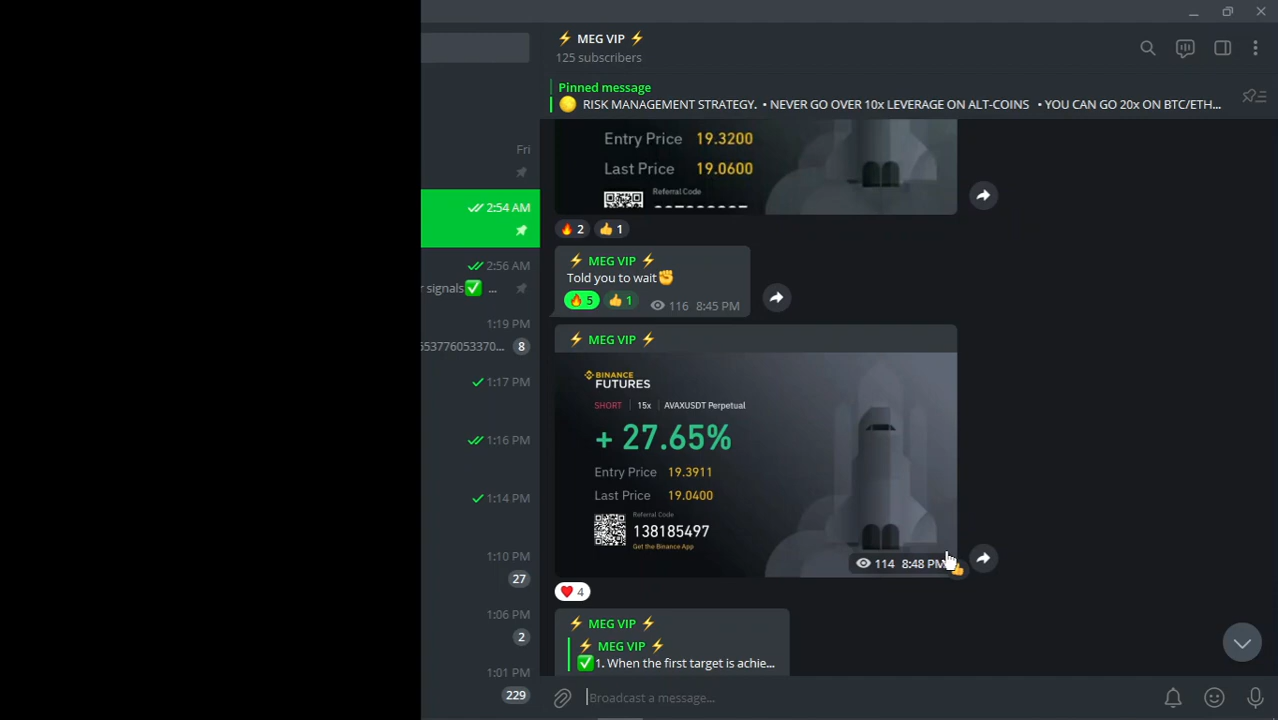 Fri
2:54 AM
2:56 AM
r signals✅ ...
1:19 PM
653776053370... 8
1:17 PM
1:16 PM
1:14 PM
1:10 PM
27
1:06 PM
2
1:01 PM
229
⚡ MEG VIP ⚡
125 subscribers
Pinned message
🟡 RISK MANAGEMENT STRATEGY. • NEVER GO OVER 10x LEVERAGE ON ALT-COINS • YOU CAN GO 20x ON BTC/ETH...
Entry Price 19.3200
Last Price 19.0600
Referral Code
🔥 2 👍 1
⚡ MEG VIP ⚡
Told you to wait✊
🔥 5 👍 1 116 8:45 PM
⚡ MEG VIP ⚡
BINANCE
FUTURES
SHORT | 15x | AVAXUSDT Perpetual
+ 27.65%
Entry Price 19.3911
Last Price 19.0400
Referral Code
138185497
Get the Binance App
114 8:48 PM
❤️ 4
⚡ MEG VIP ⚡
⚡ MEG VIP ⚡
✅1. When the first target is achie...
Broadcast a message...